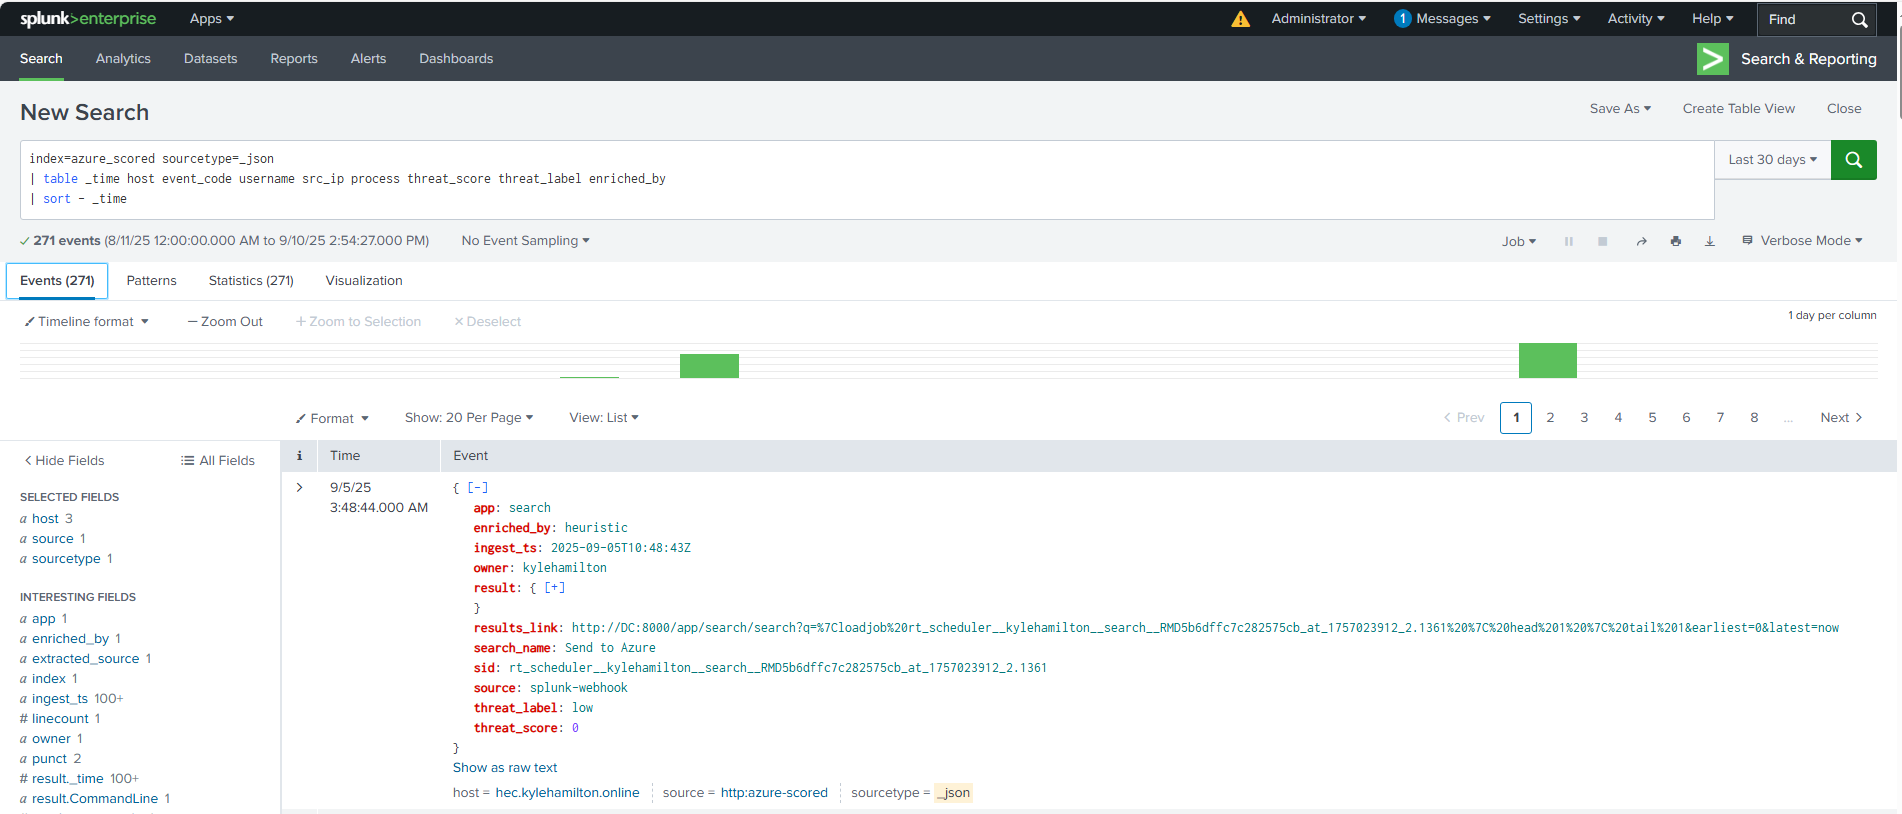 splunk>enterprise Apps Administrator 1 Messages Settings Activity Help Find
Search Analytics Datasets Reports Alerts Dashboards Search & Reporting
New Search Save As Create Table View Close
index=azure_scored sourcetype=_json
| table _time host event_code username src_ip process threat_score threat_label enriched_by
| sort - _time
Last 30 days
271 events (8/11/25 12:00:00.000 AM to 9/10/25 2:54:27.000 PM) No Event Sampling Job Verbose Mode
Events (271) Patterns Statistics (271) Visualization
Timeline format — Zoom Out + Zoom to Selection × Deselect 1 day per column
Format Show: 20 Per Page View: List < Prev 1 2 3 4 5 6 7 8 ... Next >
< Hide Fields All Fields
i Time Event
SELECTED FIELDS
a host 3
a source 1
a sourcetype 1
INTERESTING FIELDS
a app 1
a enriched_by 1
a extracted_source 1
a index 1
a ingest_ts 100+
# linecount 1
a owner 1
a punct 2
# result._time 100+
a result.CommandLine 1
> 9/5/25
3:48:44.000 AM
{ [-]
app: search
enriched_by: heuristic
ingest_ts: 2025-09-05T10:48:43Z
owner: kylehamilton
result: { [+]
}
results_link: http://DC:8000/app/search/search?q=%7Cloadjob%20rt_scheduler__kylehamilton__search__RMD5b6dffc7c282575cb_at_1757023912_2.1361%20%7C%20head%201%20%7C%20tail%201&earliest=0&latest=now
search_name: Send to Azure
sid: rt_scheduler__kylehamilton__search__RMD5b6dffc7c282575cb_at_1757023912_2.1361
source: splunk-webhook
threat_label: low
threat_score: 0
}
Show as raw text
host = hec.kylehamilton.online source = http:azure-scored sourcetype = _json